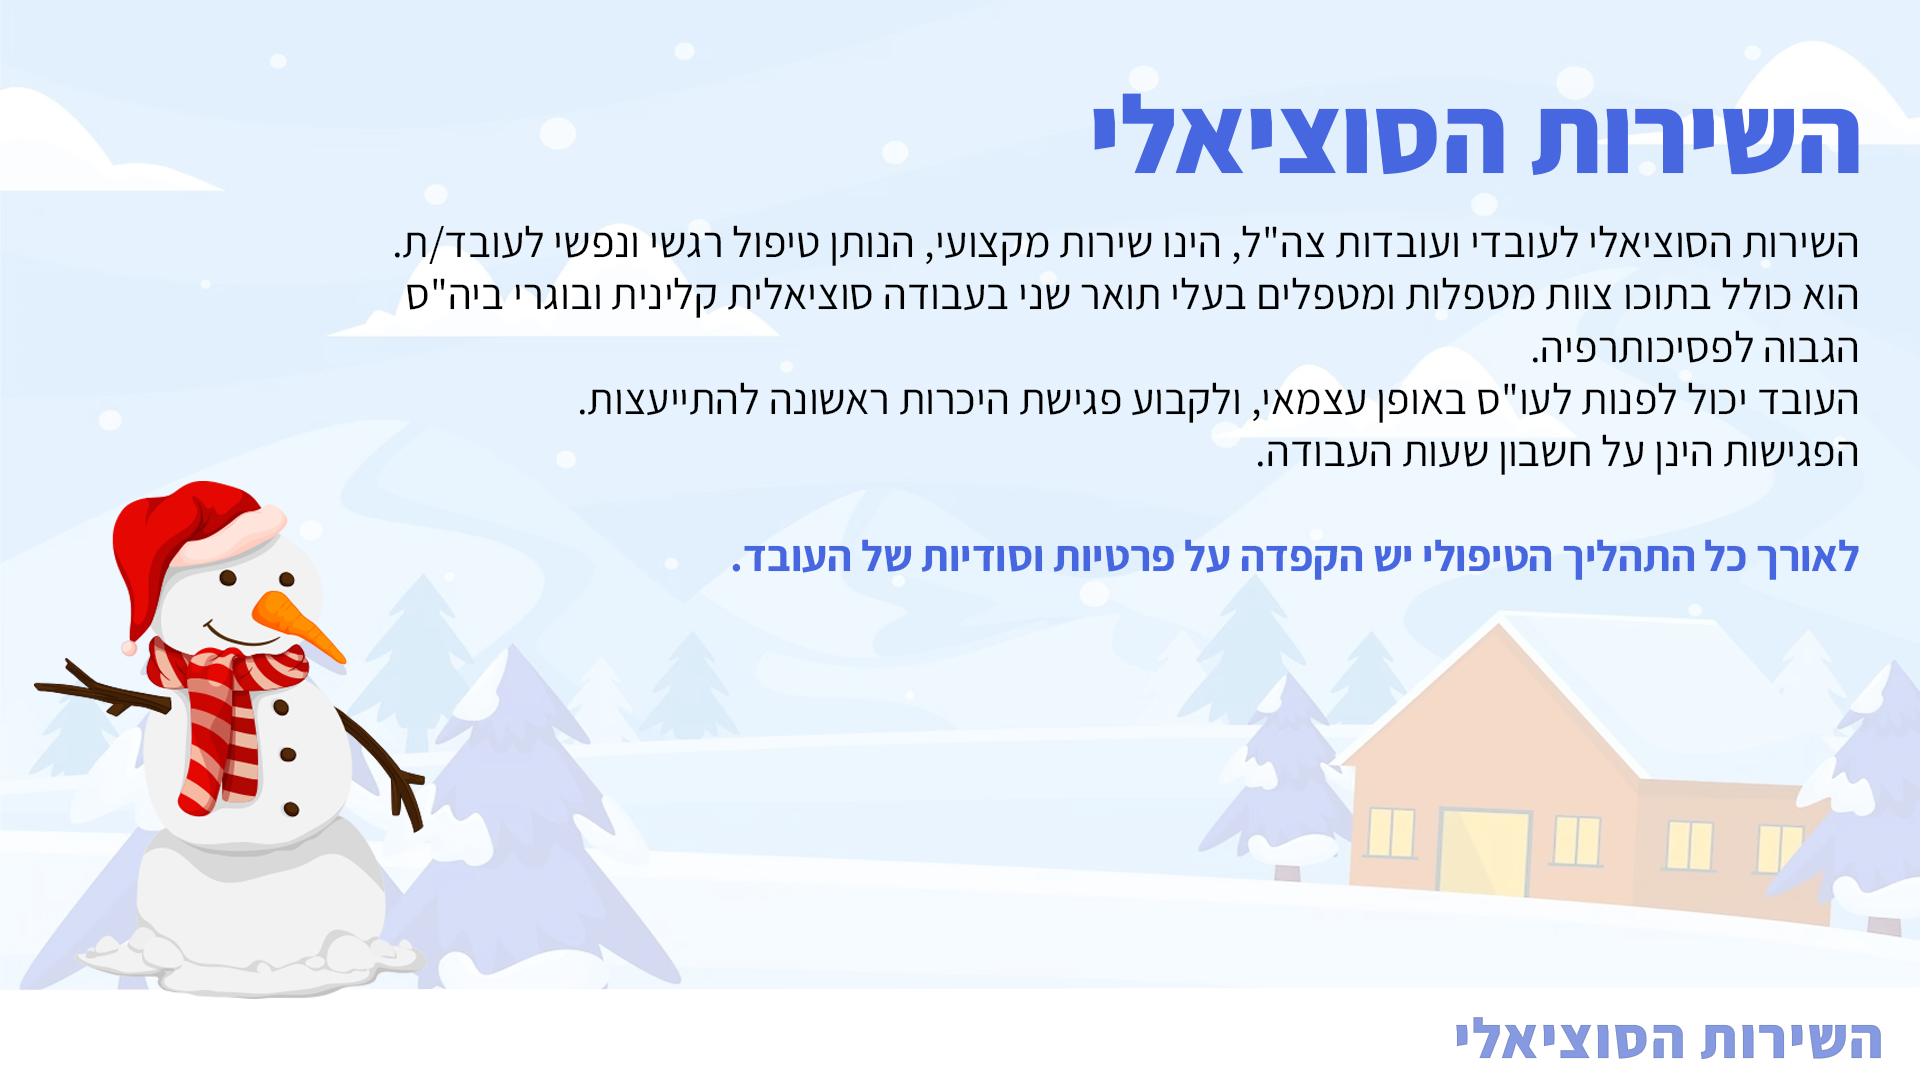 השירות הסוציאלי
השירות הסוציאלי לעובדי ועובדות צה"ל, הינו שירות מקצועי, הנותן טיפול רגשי ונפשי לעובד/ת.
הוא כולל בתוכו צוות מטפלות ומטפלים בעלי תואר שני בעבודה סוציאלית קלינית ובוגרי ביה"ס
הגבוה לפסיכותרפיה.
העובד יכול לפנות לעו"ס באופן עצמאי, ולקבוע פגישת היכרות ראשונה להתייעצות.
הפגישות הינן על חשבון שעות העבודה.
לאורך כל התהליך הטיפולי יש הקפדה על פרטיות וסודיות של העובד.
השירות הסוציאלי